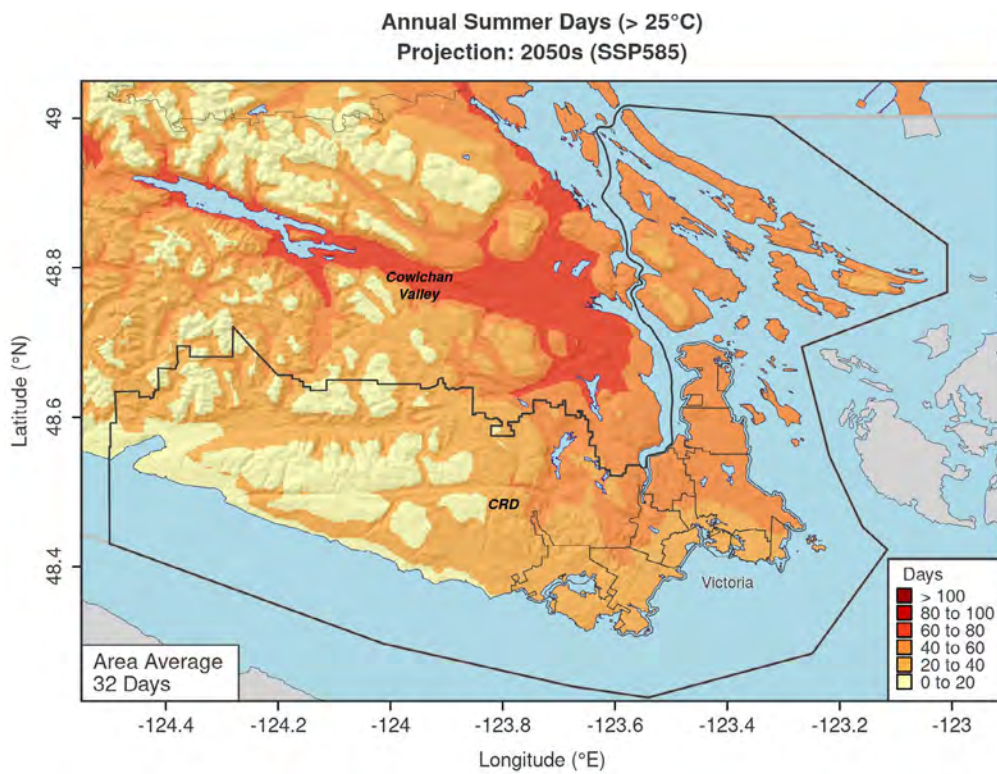 Annual Summer Days (> 25°C)
Projection: 2050s (SSP585)
49
48.8
48.6
48.4
Latitude (°N)
Cowichan
Valley
CRD
Victoria
Days
> 100
80 to 100
60 to 80
40 to 60
20 to 40
0 to 20
Area Average
32 Days
-124.4
-124.2
-124
-123.8
-123.6
-123.4
-123.2
-123
Longitude (°E)